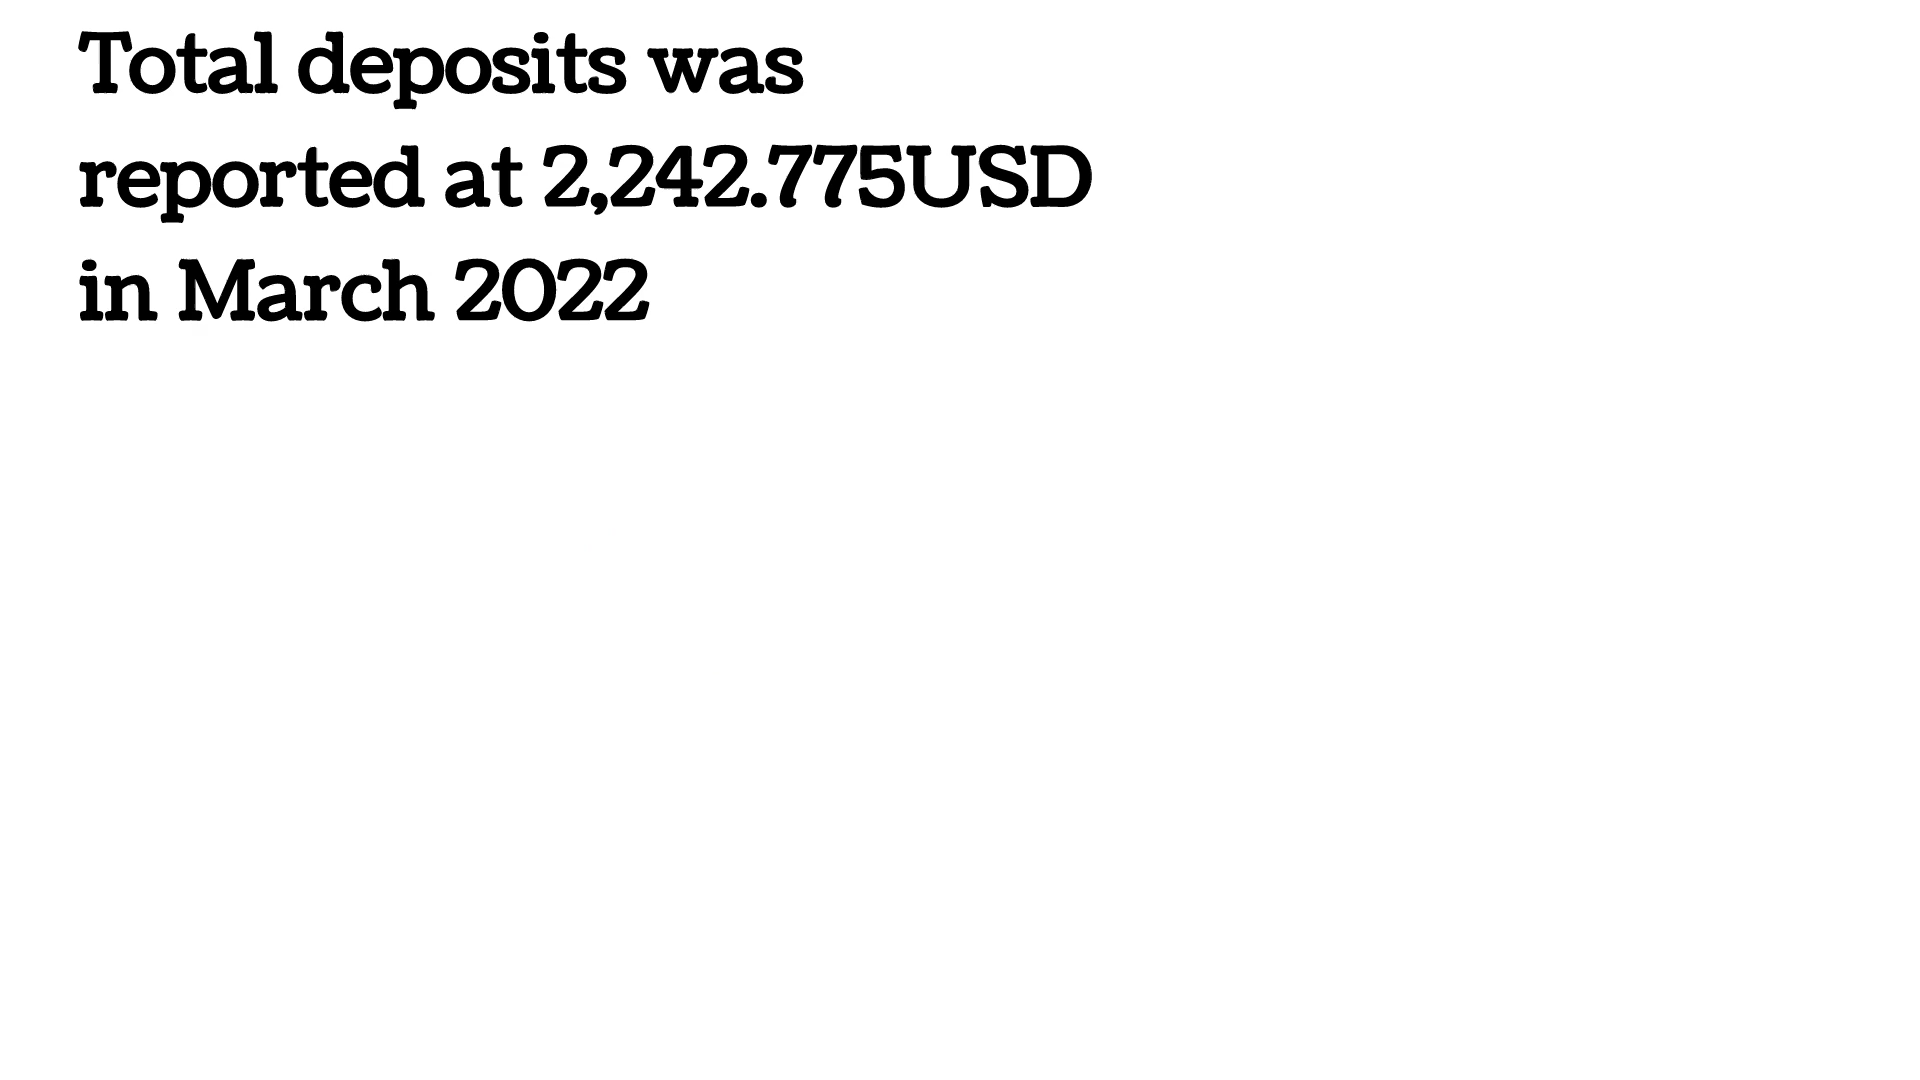 Total deposits was
reported at 2,242.775USD
in March 2022